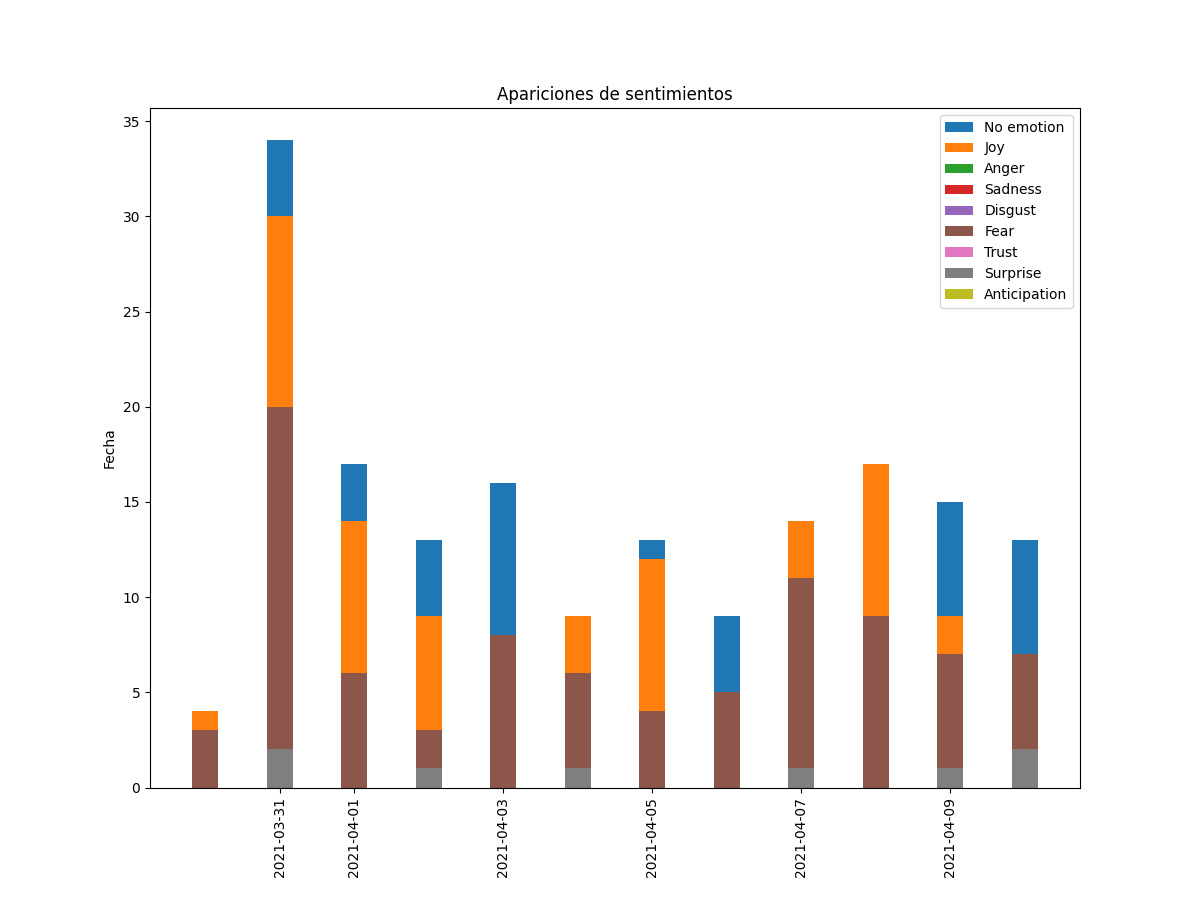 Apariciones de sentimientos
35
30
25
20
15
10
5
0
Fecha
No emotion
Joy
Anger
Sadness
Disgust
Fear
Trust
Surprise
Anticipation
2021-03-31
2021-04-01
2021-04-03
2021-04-05
2021-04-07
2021-04-09